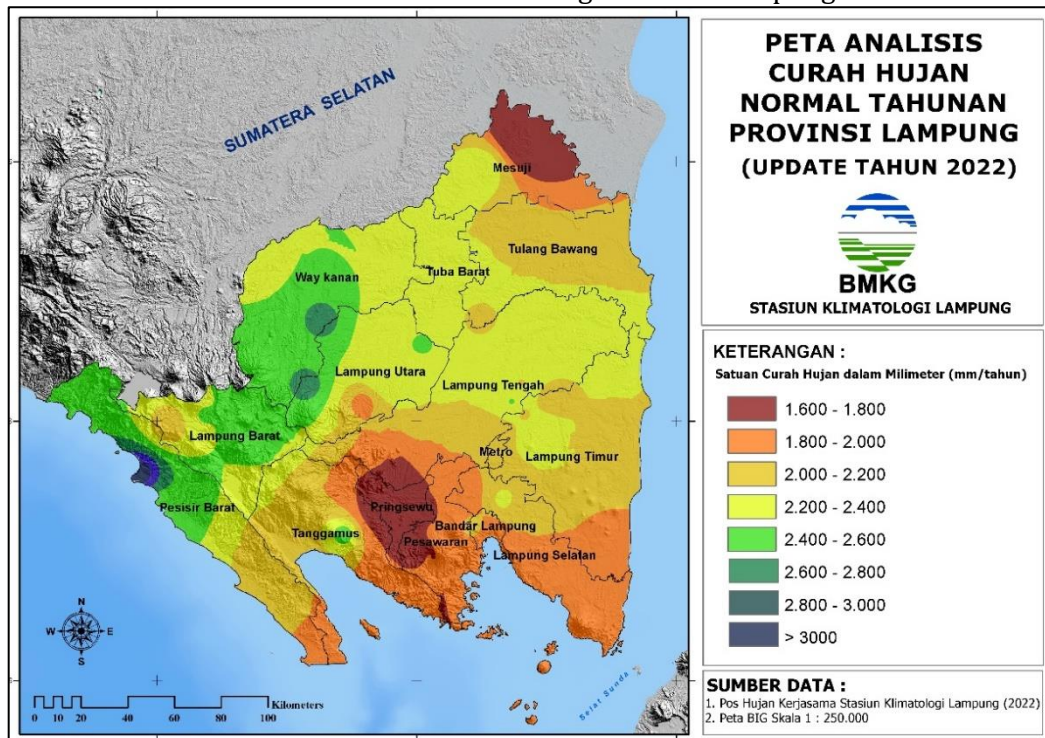 SUMATERA SELATAN
Mesuji
Tulang Bawang
Tuba Barat
Way kanan
Lampung Utara
Lampung Tengah
Lampung Barat
Metro
Lampung Timur
Pesisir Barat
Pringsewu
Tanggamus
Bandar Lampung
Pesawaran
Lampung Selatan
Selat Sunda
N
W E
S
Kilometers
0 10 20 40 60 80 100
PETA ANALISIS
CURAH HUJAN
NORMAL TAHUNAN
PROVINSI LAMPUNG
(UPDATE TAHUN 2022)
BMKG
STASIUN KLIMATOLOGI LAMPUNG
KETERANGAN :
Satuan Curah Hujan dalam Milimeter (mm/tahun)
1.600 - 1.800
1.800 - 2.000
2.000 - 2.200
2.200 - 2.400
2.400 - 2.600
2.600 - 2.800
2.800 - 3.000
> 3000
SUMBER DATA :
1. Pos Hujan Kerjasama Stasiun Klimatologi Lampung (2022)
2. Peta BIG Skala 1 : 250.000